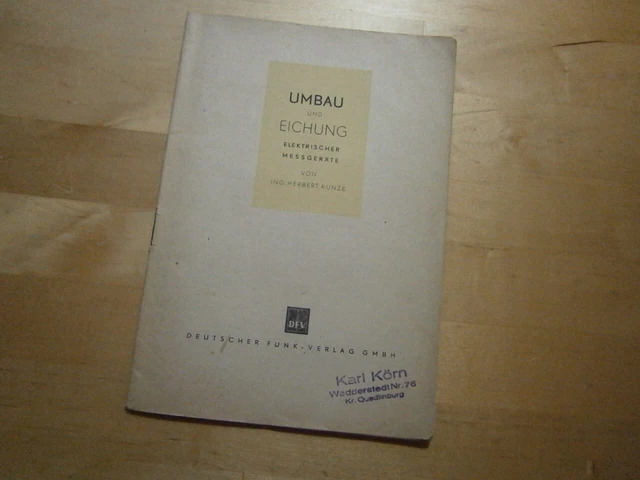 UMBAU
UND
EICHUNG
ELEKTRISCHER
MESSGERÄTE
VON
ING. HERBERT KUNZE
DFV
DEUTSCHER FUNK-VERLAG GMBH
Karl Körn
Wedderstedt Nr. 76
Kr. Quedlinburg